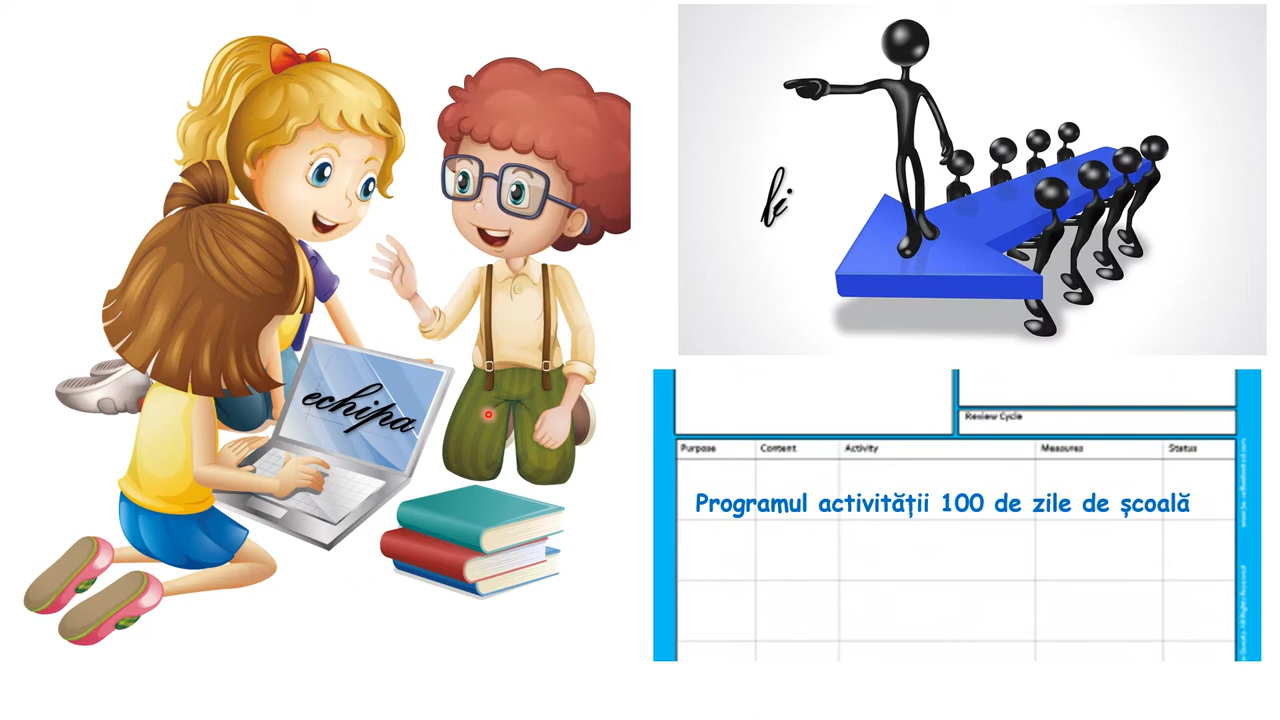 echipa
Review Cycle
Purpose Content Activity Measures Status
Programul activității 100 de zile de școală